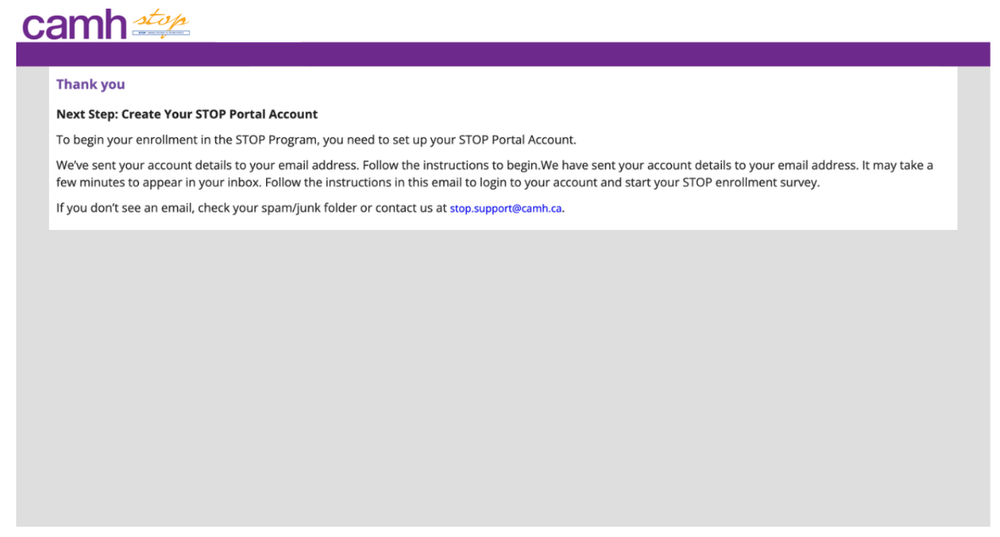 camh stop
Thank you
Next Step: Create Your STOP Portal Account
To begin your enrollment in the STOP Program, you need to set up your STOP Portal Account.
We've sent your account details to your email address. Follow the instructions to begin.We have sent your account details to your email address. It may take a
few minutes to appear in your inbox. Follow the instructions in this email to login to your account and start your STOP enrollment survey.
If you don't see an email, check your spam/junk folder or contact us at stop.support@camh.ca.